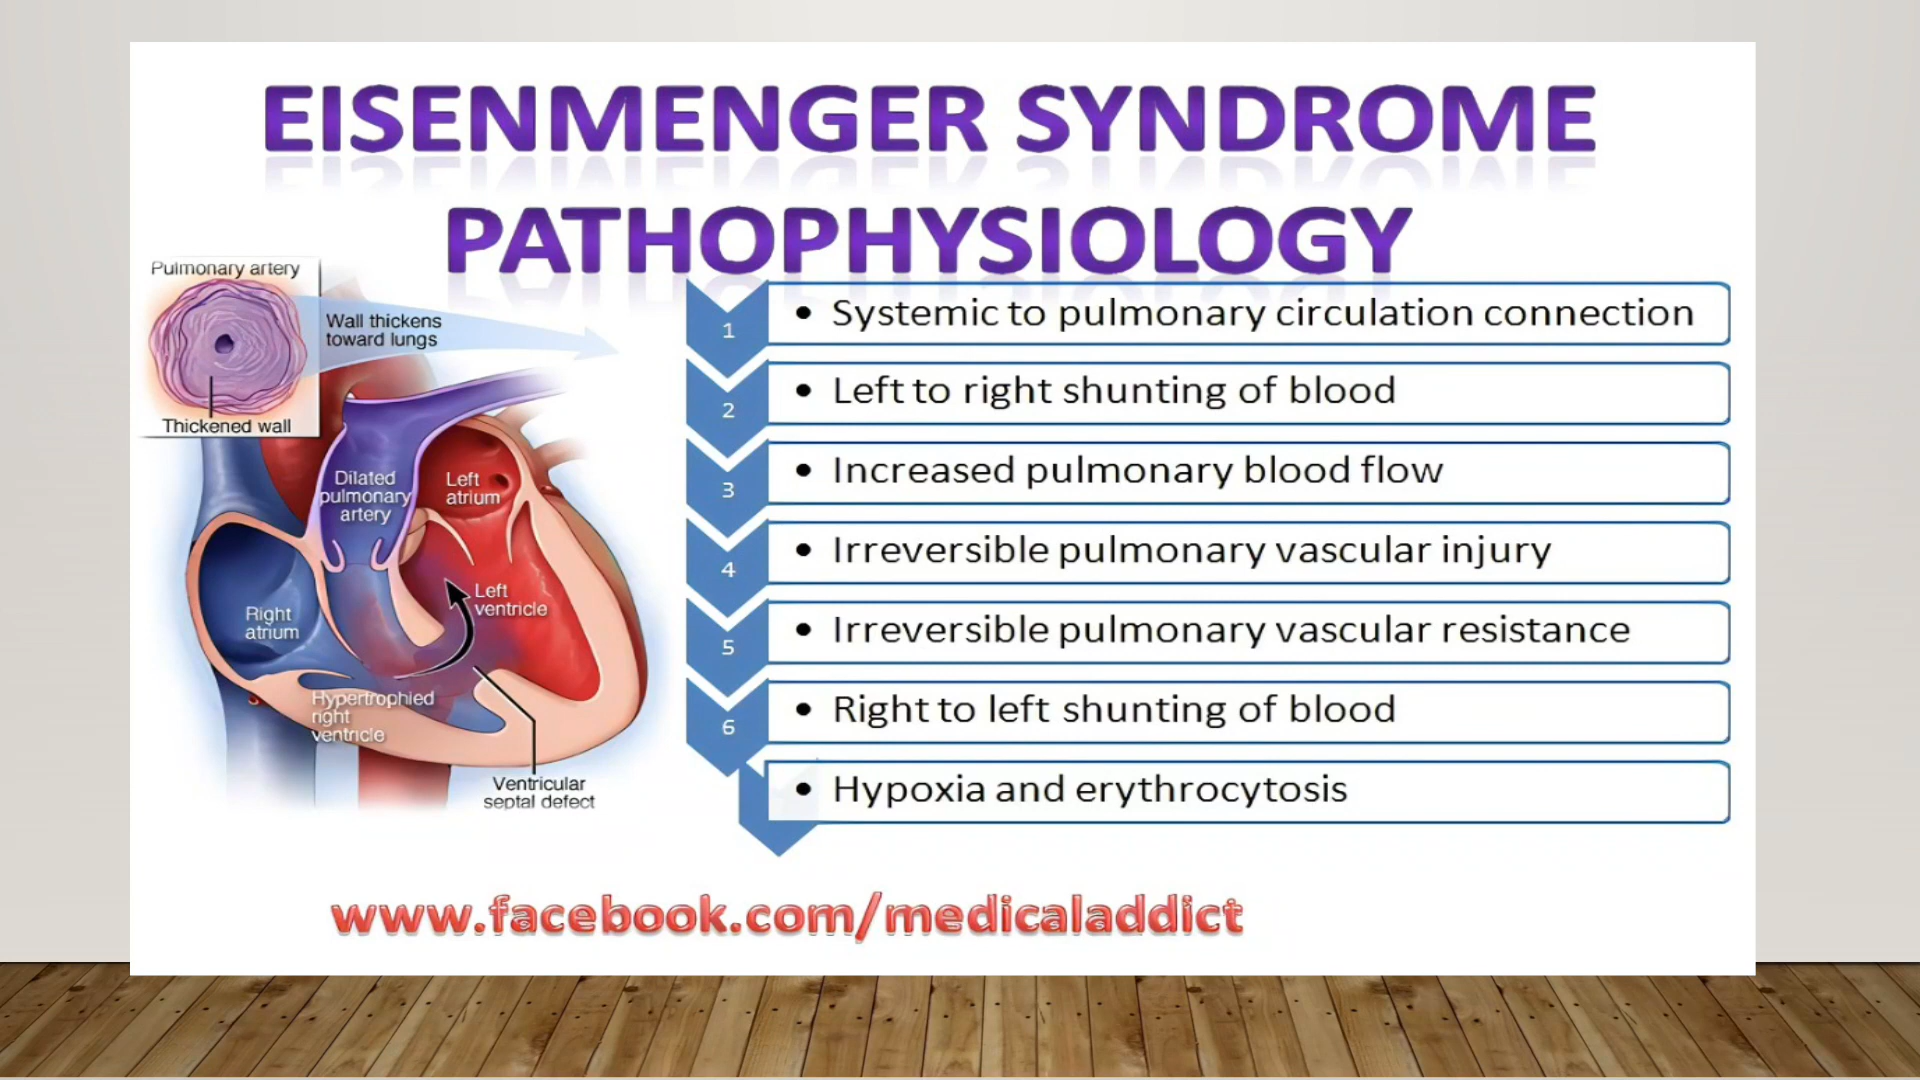 EISENMENGER SYNDROME
PATHOPHYSIOLOGY
Pulmonary artery
Wall thickens
toward lungs
Thickened wall
Dilated
pulmonary
artery
Left
atrium
Left
ventricle
Right
atrium
Hypertrophied
right
ventricle
Ventricular
septal defect
1
• Systemic to pulmonary circulation connection
2
• Left to right shunting of blood
3
• Increased pulmonary blood flow
4
• Irreversible pulmonary vascular injury
5
• Irreversible pulmonary vascular resistance
6
• Right to left shunting of blood
• Hypoxia and erythrocytosis
www.facebook.com/medicaladdict